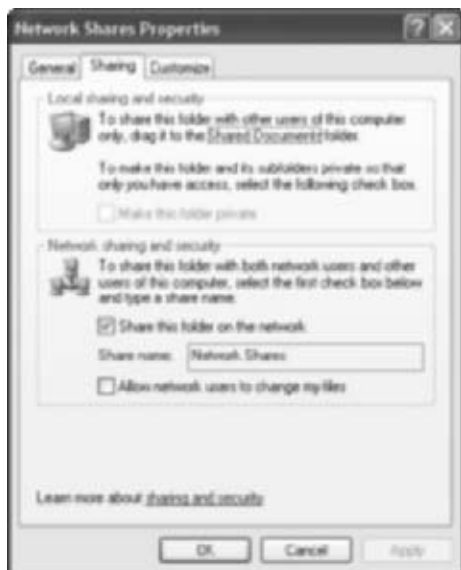 Network Shares Properties
General Sharing Customize
Local sharing and security
To share this folder with other users of this computer
only, drag it to the Shared Documents folder.
To make this folder and its subfolders private so that
only you have access, select the following check box.
Make this folder private
Network sharing and security
To share this folder with both network users and other
users of this computer, select the first check box below
and type a share name.
Share this folder on the network
Share name: Network Shares
Allow network users to change my files
Learn more about sharing and security.
OK Cancel Apply